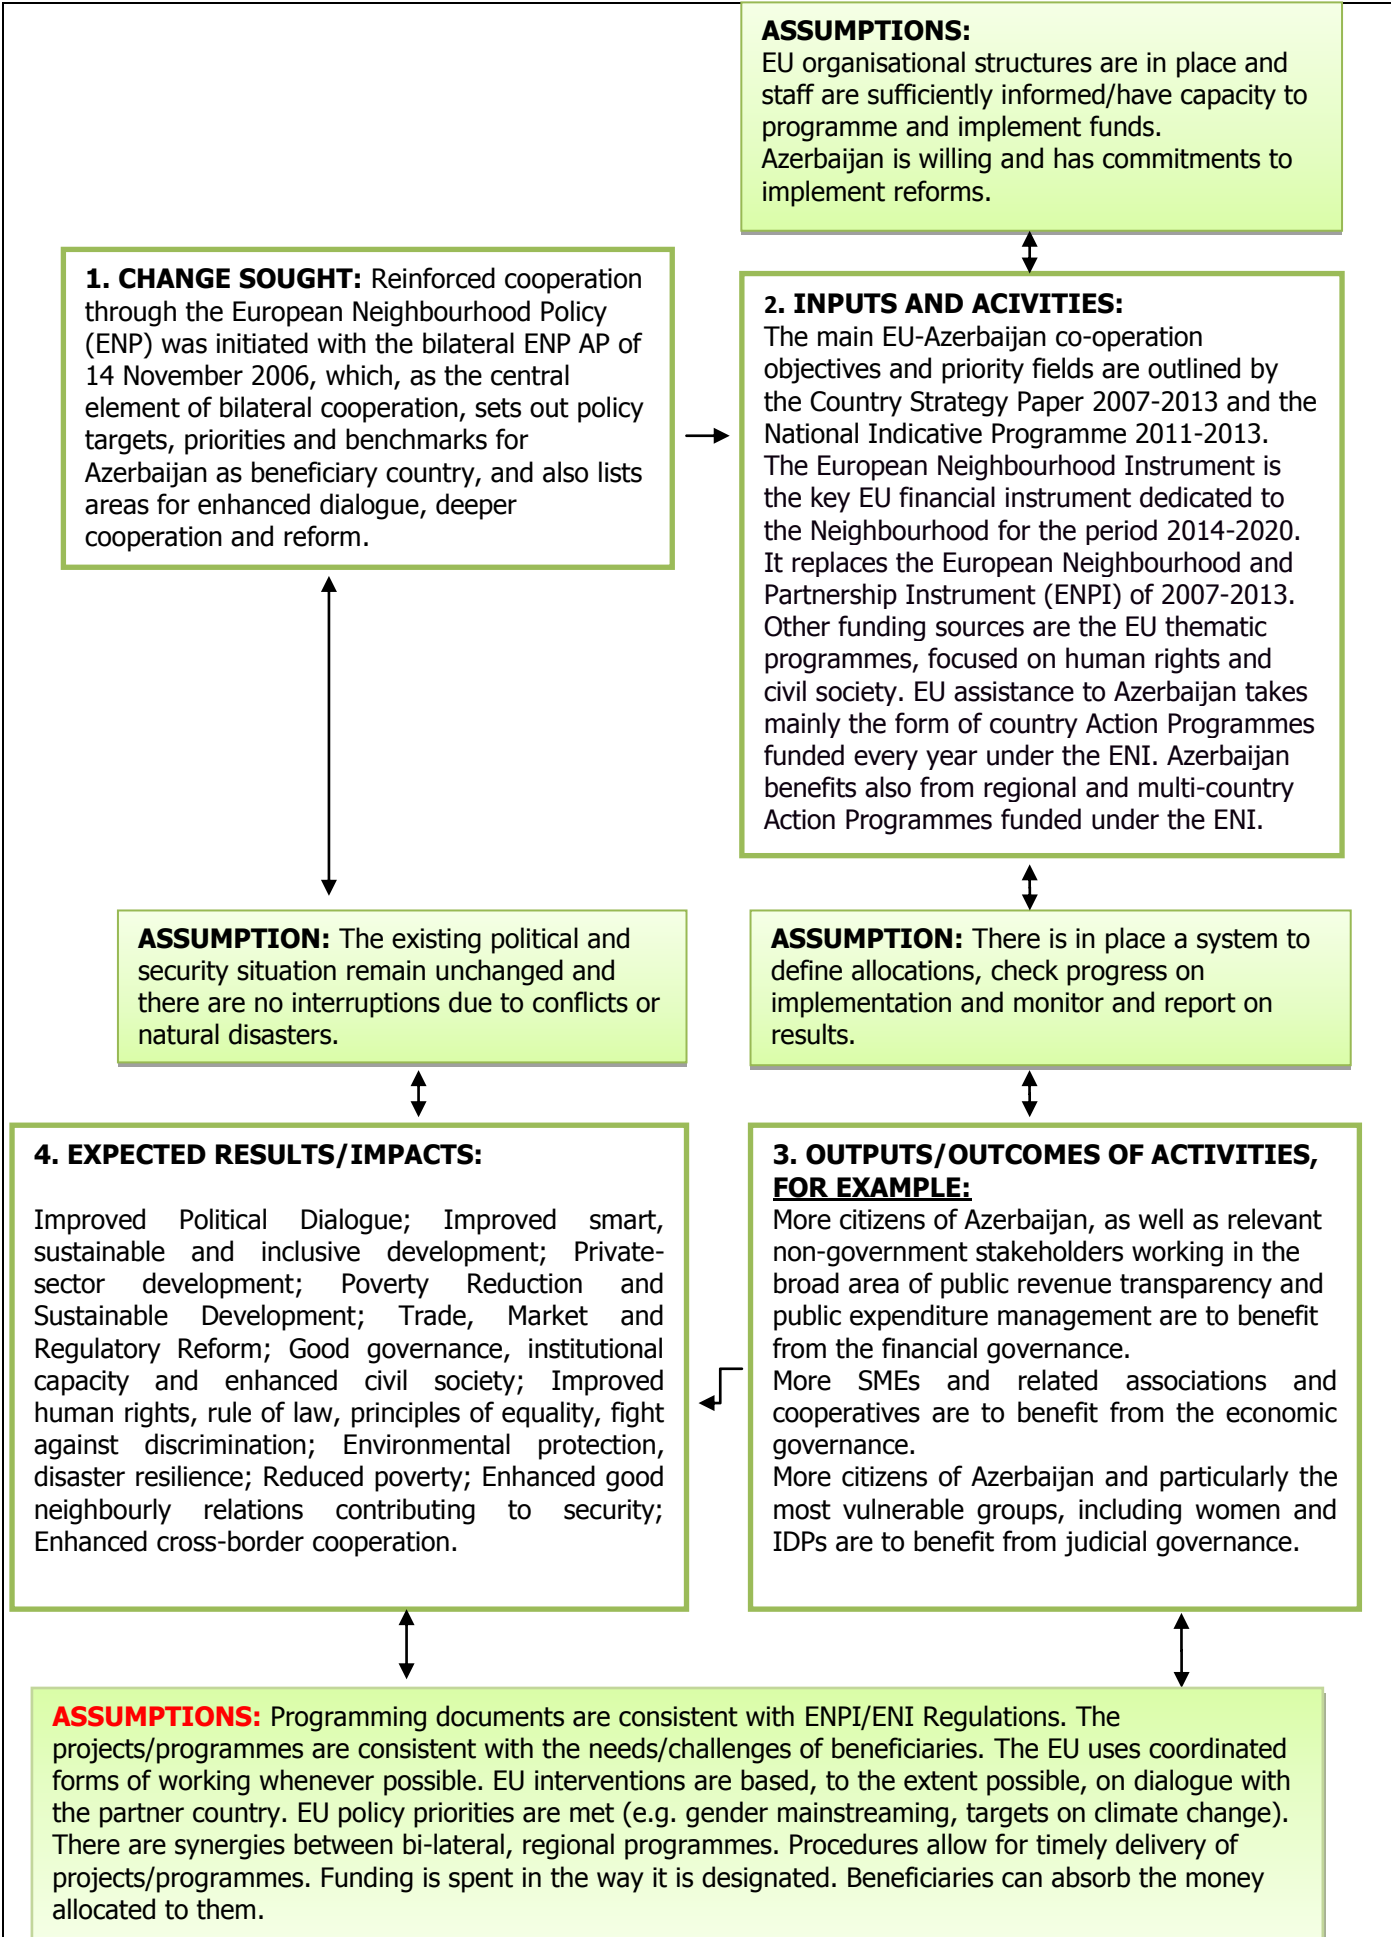 ASSUMPTIONS:
EU organisational structures are in place and
staff are sufficiently informed/have capacity to
programme and implement funds.
Azerbaijan is willing and has commitments to
implement reforms.
1. CHANGE SOUGHT: Reinforced cooperation
through the European Neighbourhood Policy
(ENP) was initiated with the bilateral ENP AP of
14 November 2006, which, as the central
element of bilateral cooperation, sets out policy
targets, priorities and benchmarks for
Azerbaijan as beneficiary country, and also lists
areas for enhanced dialogue, deeper
cooperation and reform.
2. INPUTS AND ACIVITIES:
The main EU-Azerbaijan co-operation
objectives and priority fields are outlined by
the Country Strategy Paper 2007-2013 and the
National Indicative Programme 2011-2013.
The European Neighbourhood Instrument is
the key EU financial instrument dedicated to
the Neighbourhood for the period 2014-2020.
It replaces the European Neighbourhood and
Partnership Instrument (ENPI) of 2007-2013.
Other funding sources are the EU thematic
programmes, focused on human rights and
civil society. EU assistance to Azerbaijan takes
mainly the form of country Action Programmes
funded every year under the ENI. Azerbaijan
benefits also from regional and multi-country
Action Programmes funded under the ENI.
ASSUMPTION: The existing political and
security situation remain unchanged and
there are no interruptions due to conflicts or
natural disasters.
ASSUMPTION: There is in place a system to
define allocations, check progress on
implementation and monitor and report on
results.
4. EXPECTED RESULTS/IMPACTS:
Improved Political Dialogue; Improved smart,
sustainable and inclusive development; Private-
sector development; Poverty Reduction and
Sustainable Development; Trade, Market and
Regulatory Reform; Good governance, institutional
capacity and enhanced civil society; Improved
human rights, rule of law, principles of equality, fight
against discrimination; Environmental protection,
disaster resilience; Reduced poverty; Enhanced good
neighbourly relations contributing to security;
Enhanced cross-border cooperation.
3. OUTPUTS/OUTCOMES OF ACTIVITIES,
FOR EXAMPLE:
More citizens of Azerbaijan, as well as relevant
non-government stakeholders working in the
broad area of public revenue transparency and
public expenditure management are to benefit
from the financial governance.
More SMEs and related associations and
cooperatives are to benefit from the economic
governance.
More citizens of Azerbaijan and particularly the
most vulnerable groups, including women and
IDPs are to benefit from judicial governance.
ASSUMPTIONS: Programming documents are consistent with ENPI/ENI Regulations. The
projects/programmes are consistent with the needs/challenges of beneficiaries. The EU uses coordinated
forms of working whenever possible. EU interventions are based, to the extent possible, on dialogue with
the partner country. EU policy priorities are met (e.g. gender mainstreaming, targets on climate change).
There are synergies between bi-lateral, regional programmes. Procedures allow for timely delivery of
projects/programmes. Funding is spent in the way it is designated. Beneficiaries can absorb the money
allocated to them.